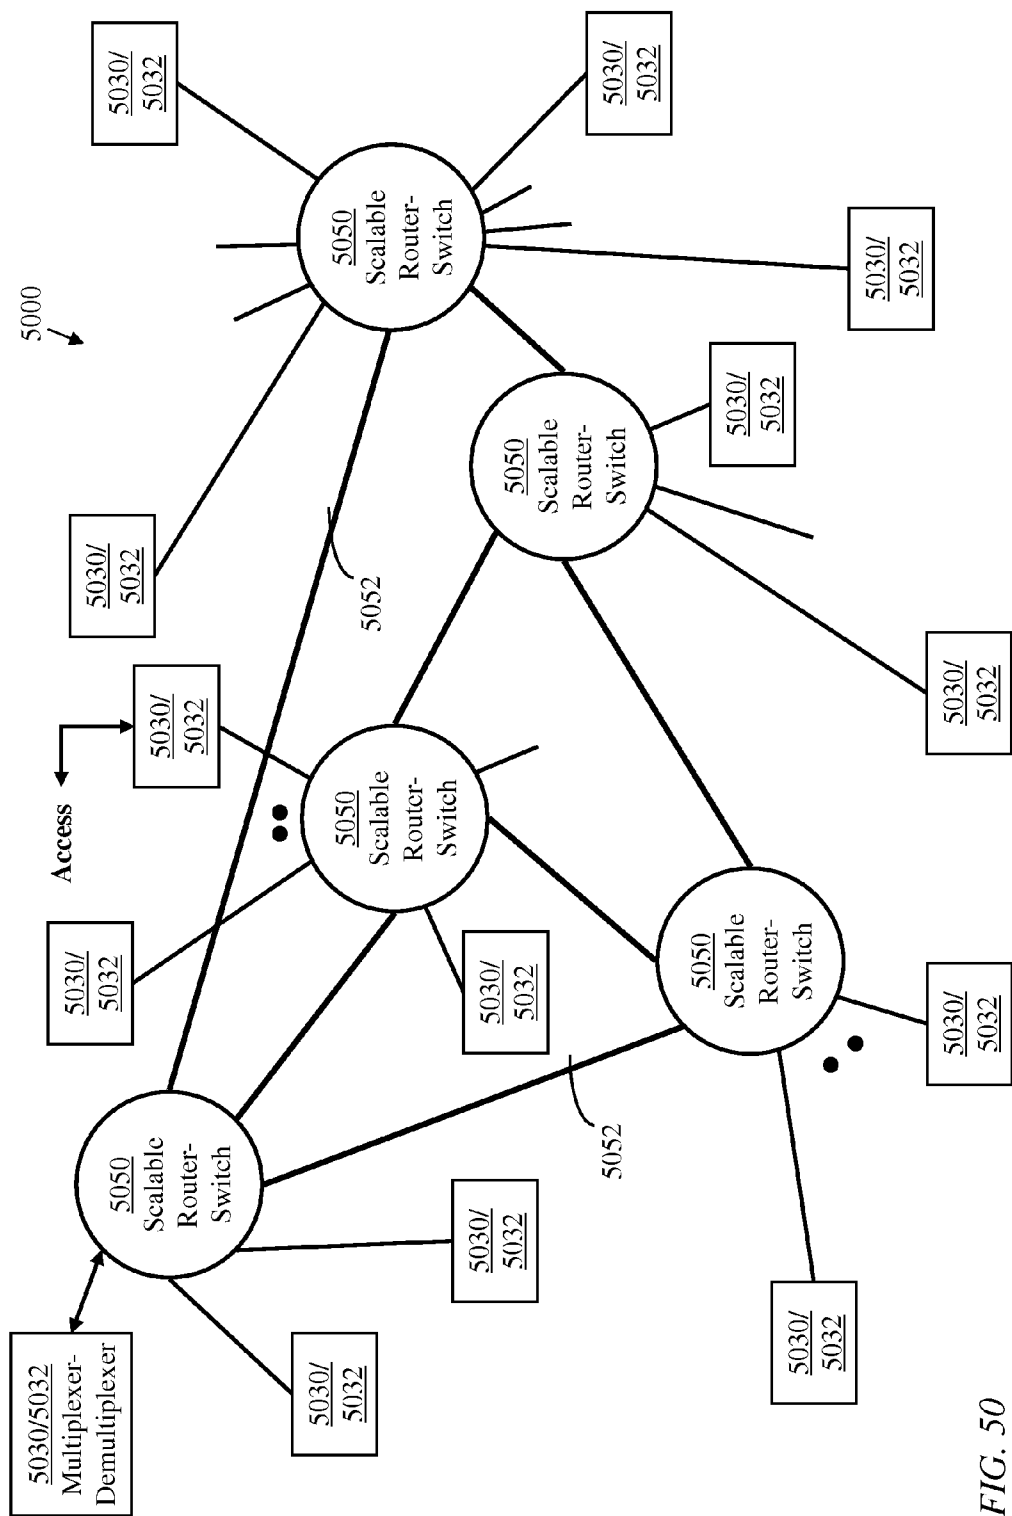 5000
5030/5032
Multiplexer-
Demultiplexer
Access
5030/
5032
5030/
5032
5030/
5032
5030/
5032
5050
Scalable
Router-
Switch
5030/
5032
5050
Scalable
Router-
Switch
5050
Scalable
Router-
Switch
5052
5030/
5032
5030/
5032
5050
Scalable
Router-
Switch
5052
5030/
5032
5050
Scalable
Router-
Switch
5030/
5032
5030/
5032
5030/
5032
5030/
5032
5030/
5032
FIG. 50